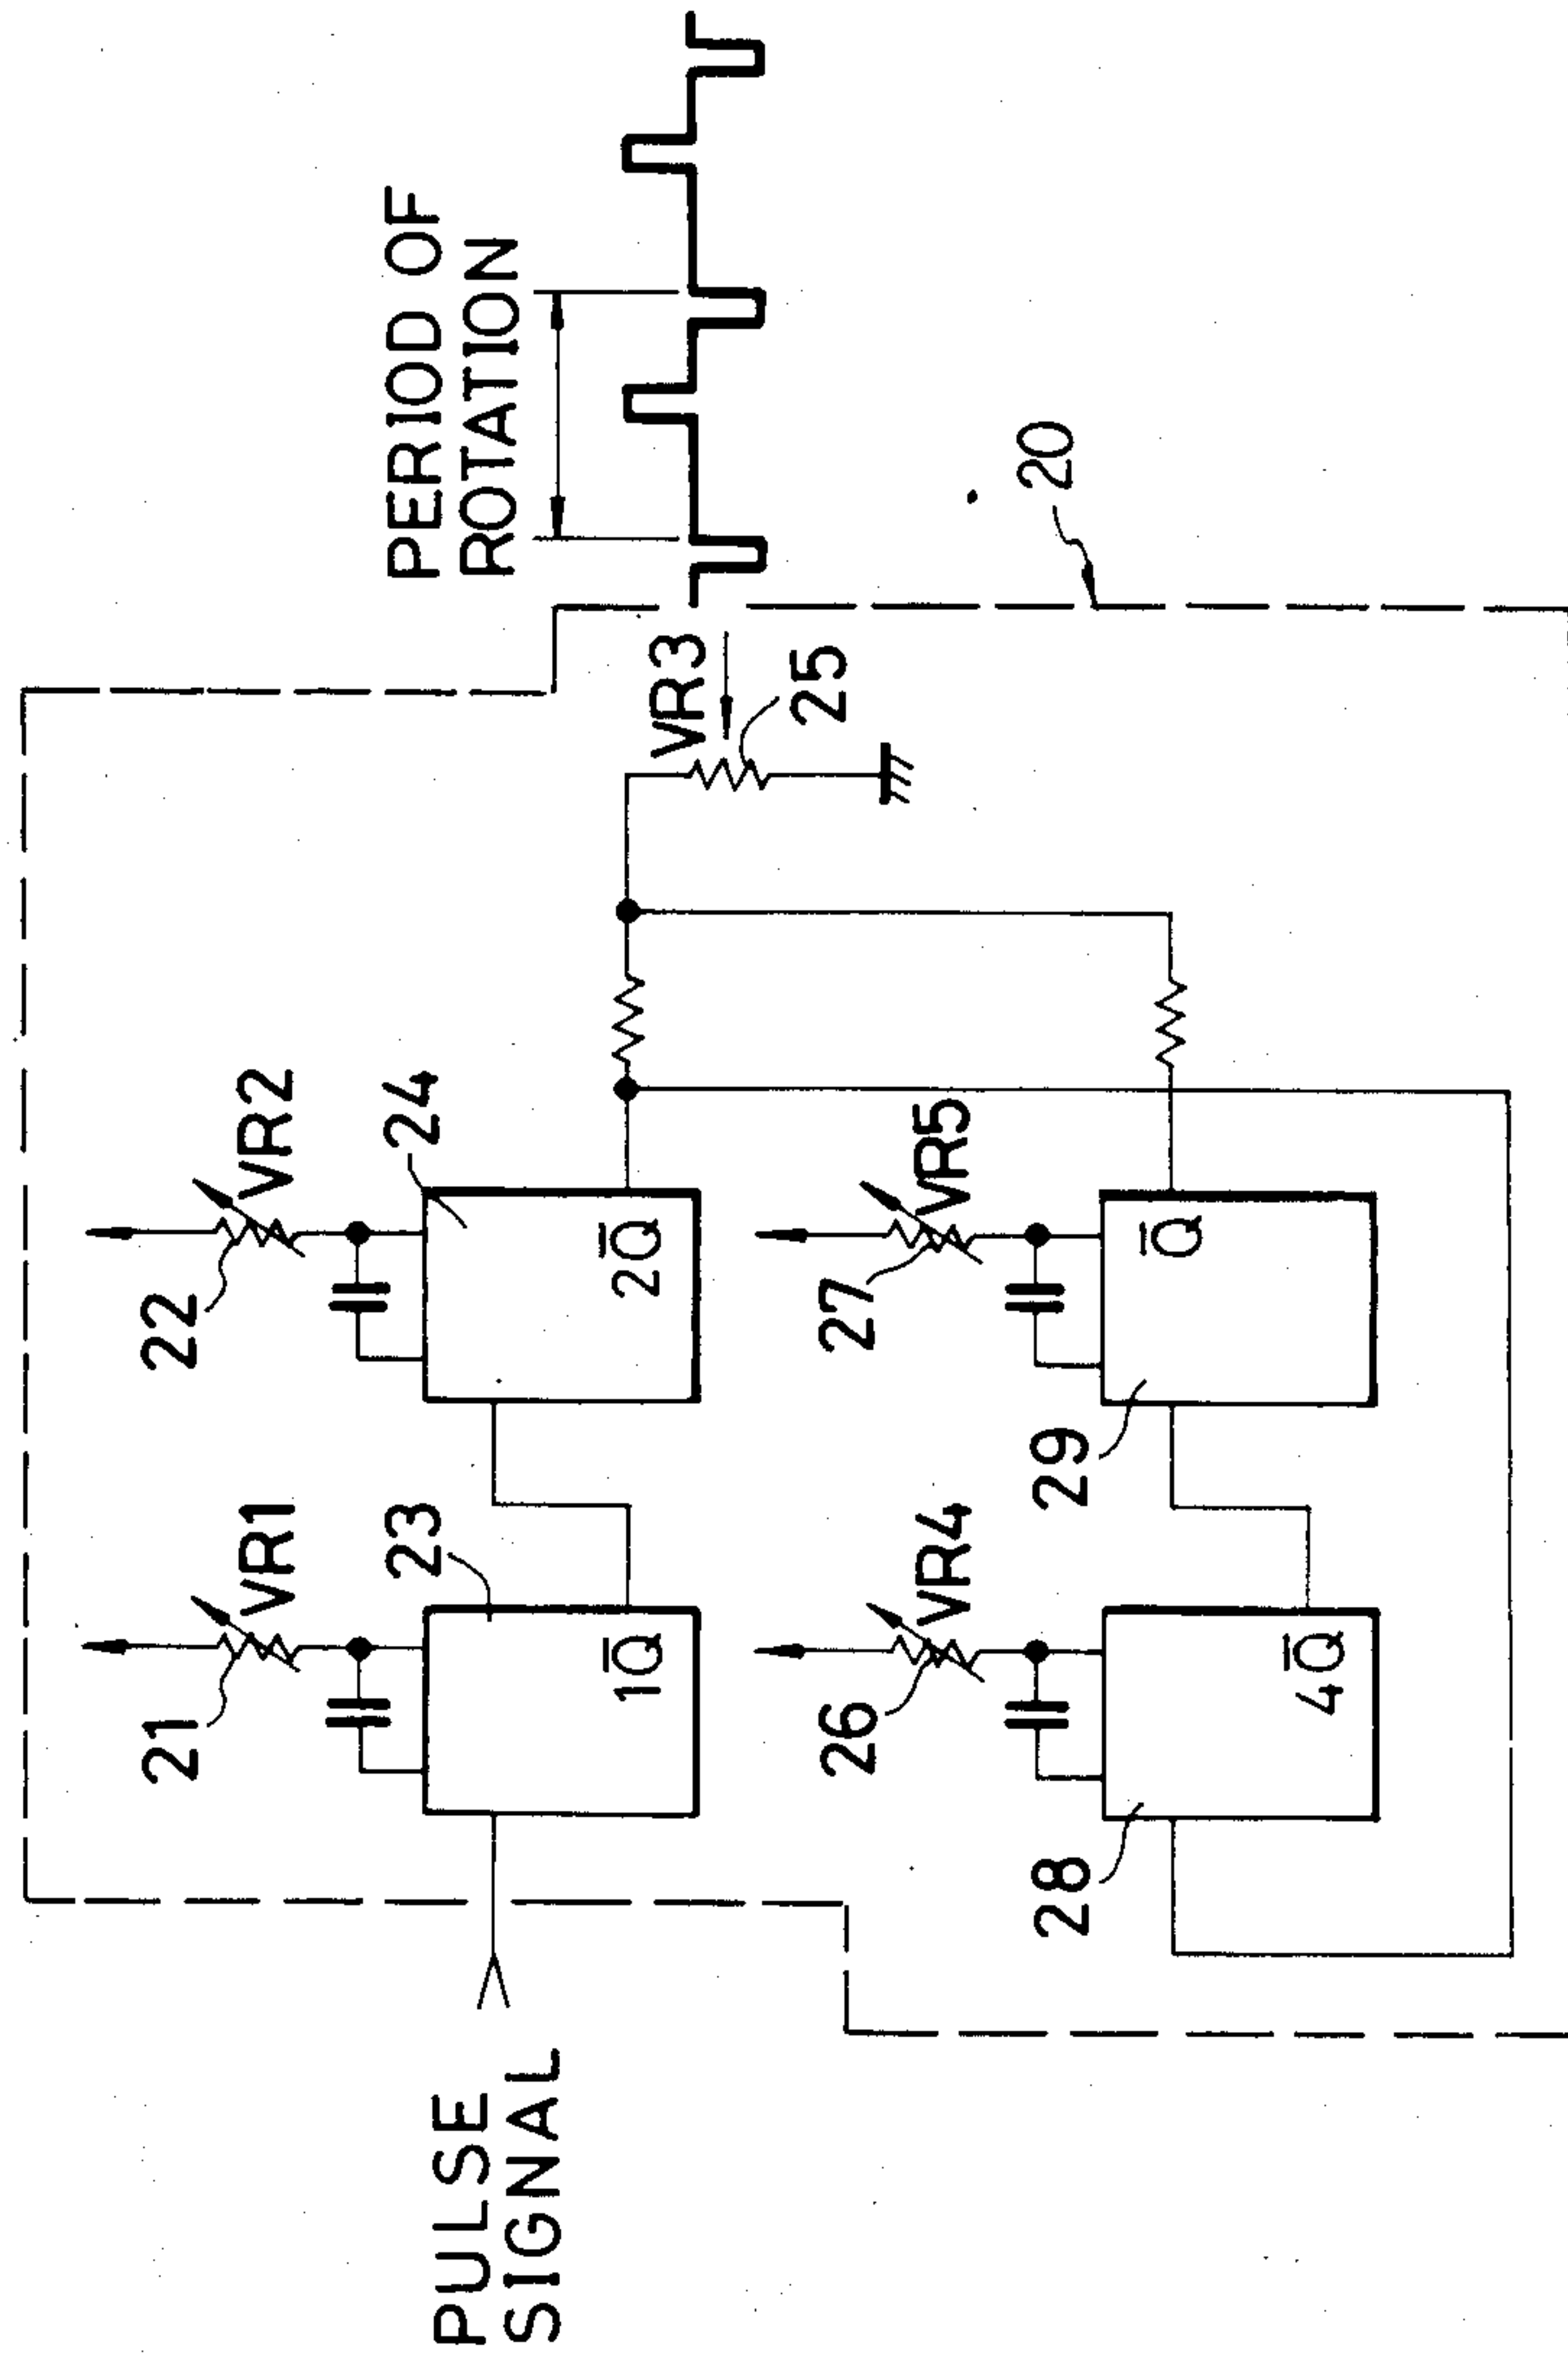 PULSE
SIGNAL
21
VR1
23
1Q̅
22
VR2
24
2Q̅
VR3
25
PERIOD OF
ROTATION
20
26
VR4
28
4Q̅
27
VR5
29
Q̅